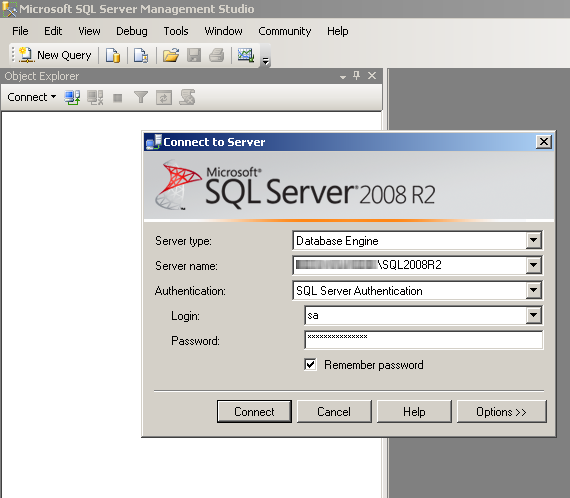 Microsoft SQL Server Management Studio
File Edit View Debug Tools Window Community Help
New Query
Object Explorer
Connect
Connect to Server
Microsoft®
SQL Server® 2008 R2
Server type: Database Engine
Server name: \SQL2008R2
Authentication: SQL Server Authentication
Login: sa
Password: ***************
Remember password
Connect Cancel Help Options >>